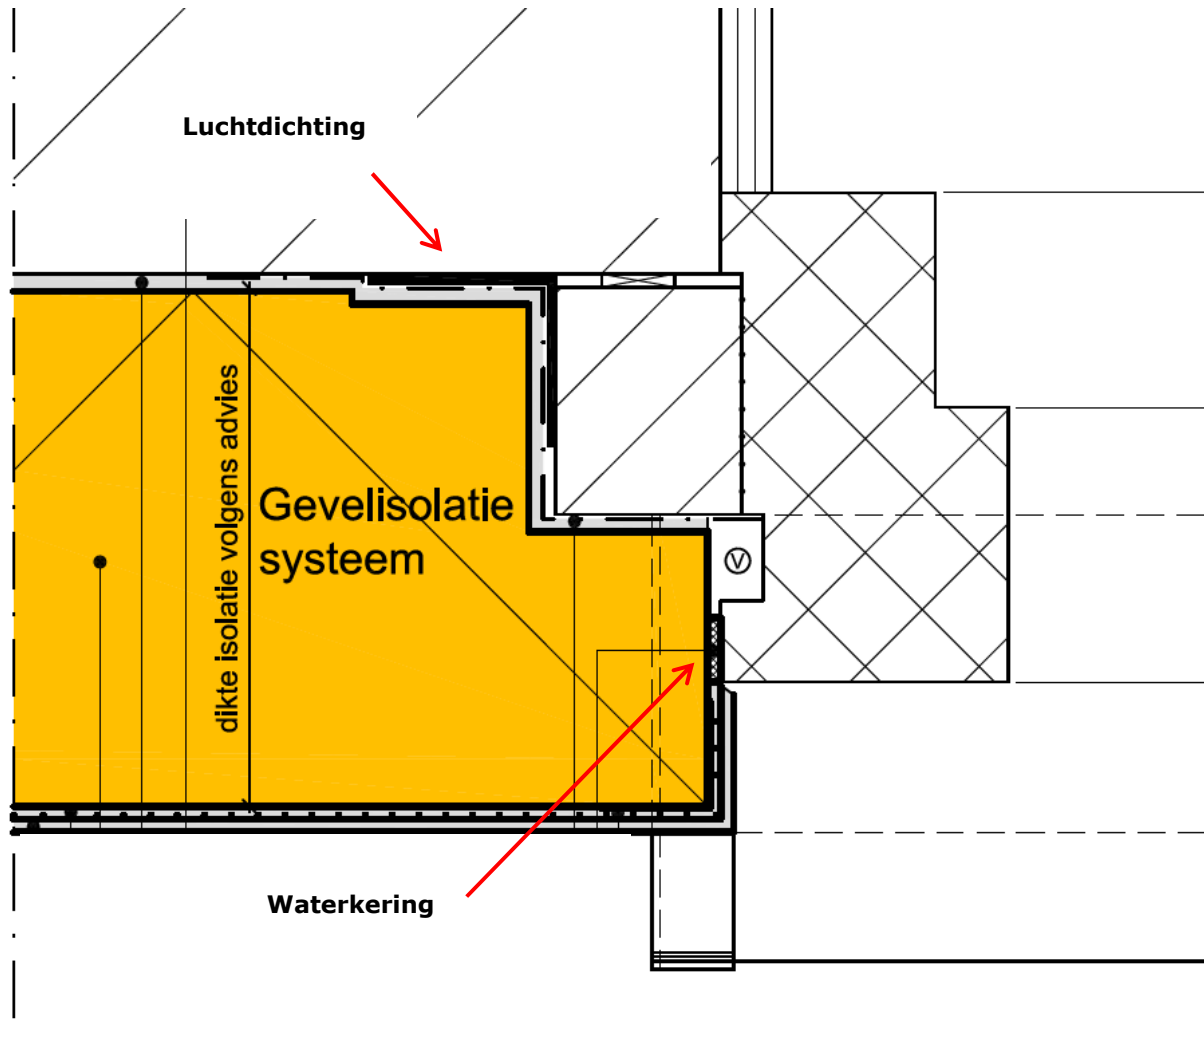 Luchtdichting
dikte isolatie volgens advies
Gevelisolatie
systeem
V
Waterkering